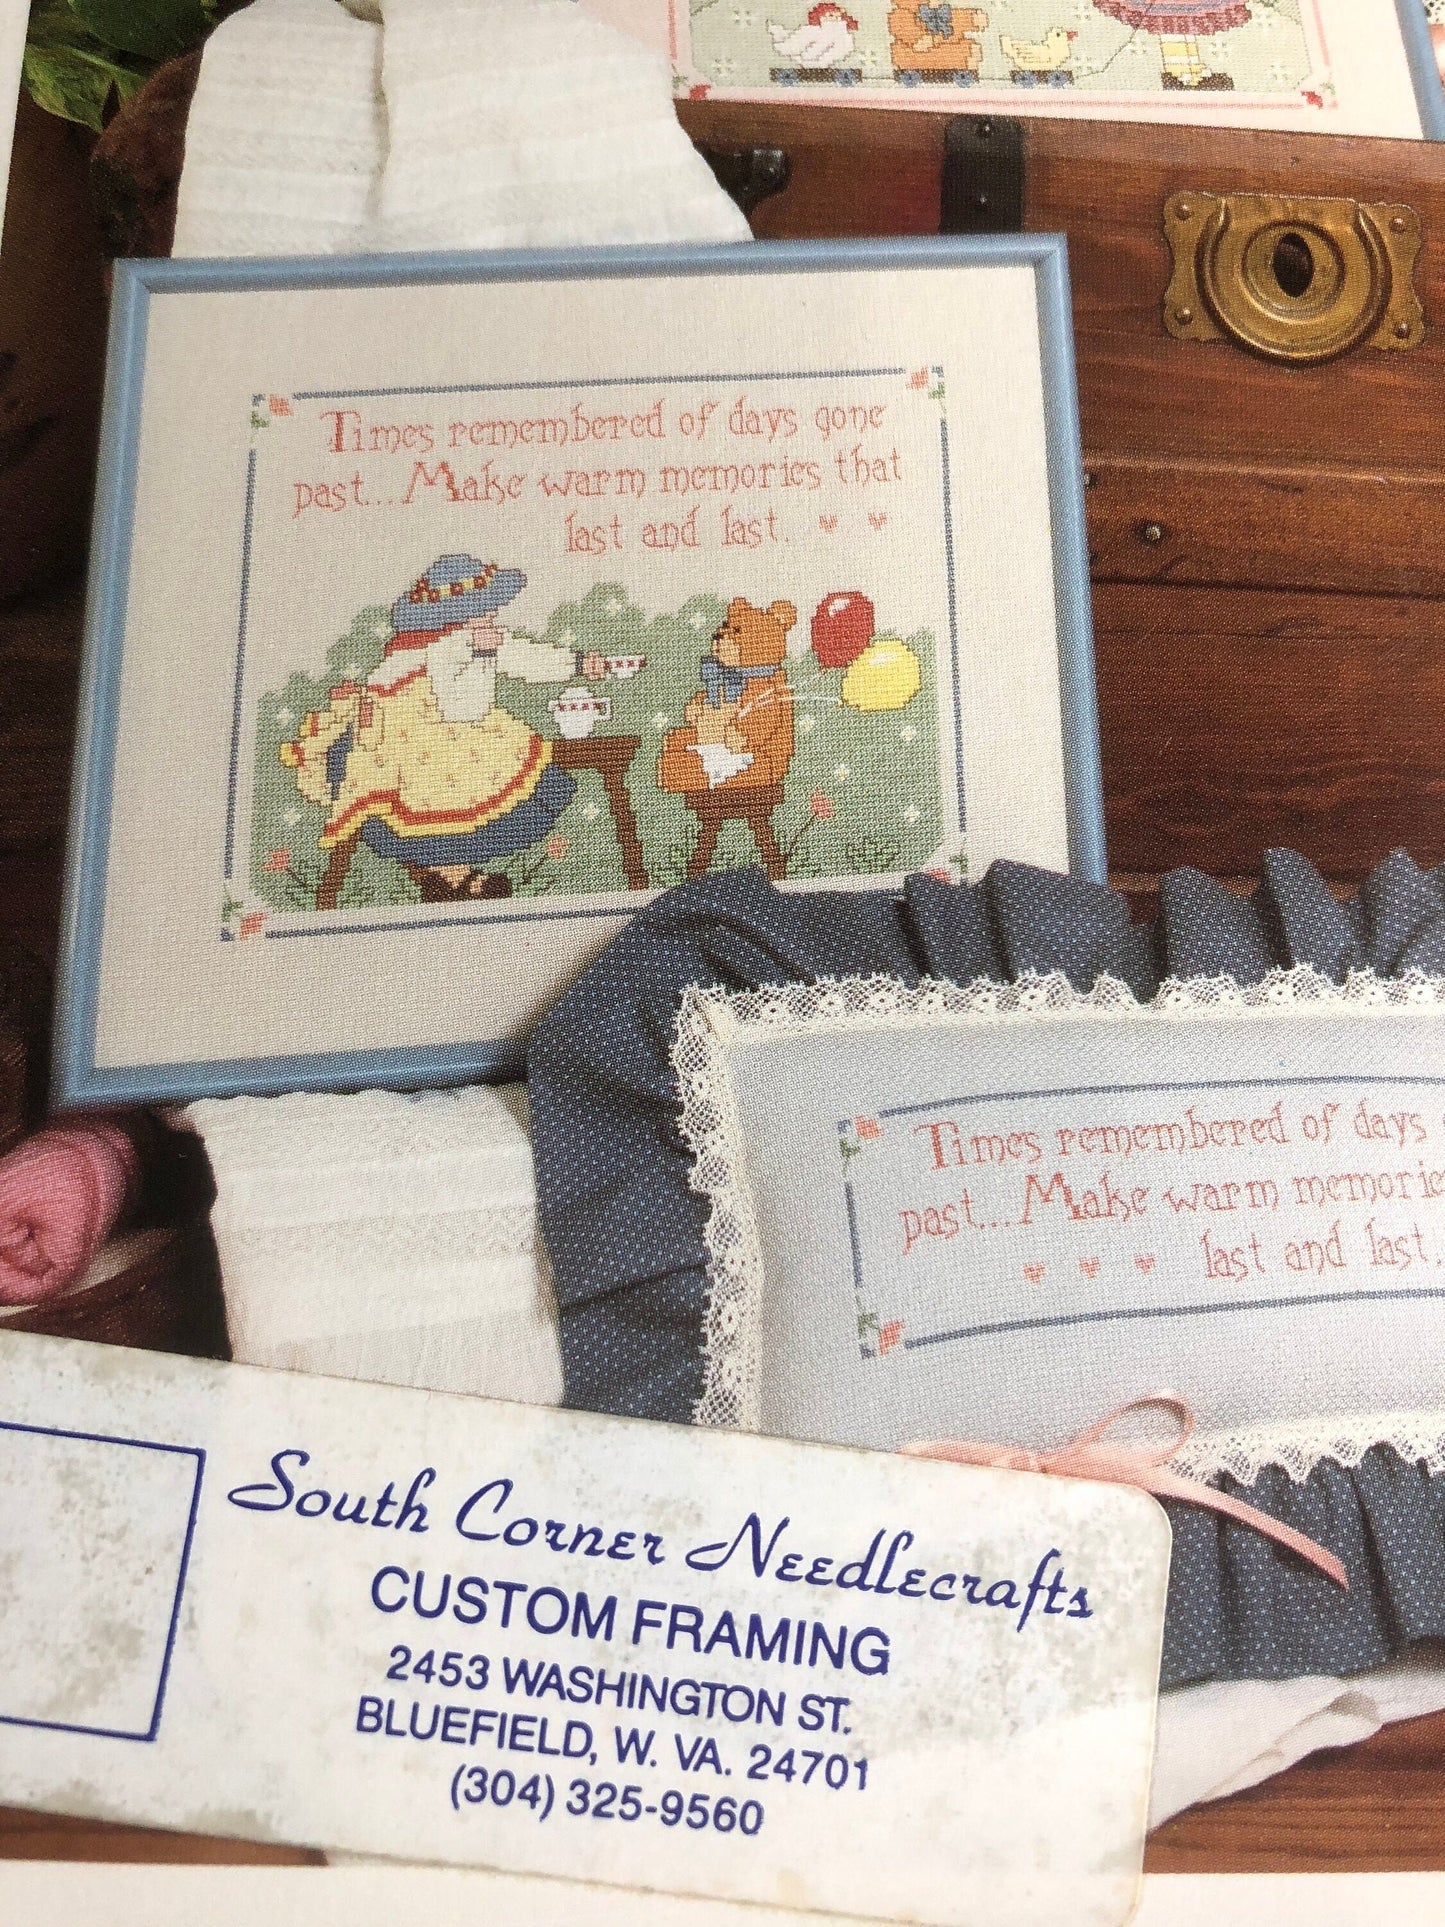 Times remembered of days gone
past... Make warm memories that
last and last.
Times remembered of days
past... Make warm memories
last and last.
South Corner Needlecrafts
CUSTOM FRAMING
2453 WASHINGTON ST.
BLUEFIELD, W. VA. 24701
(304) 325-9560